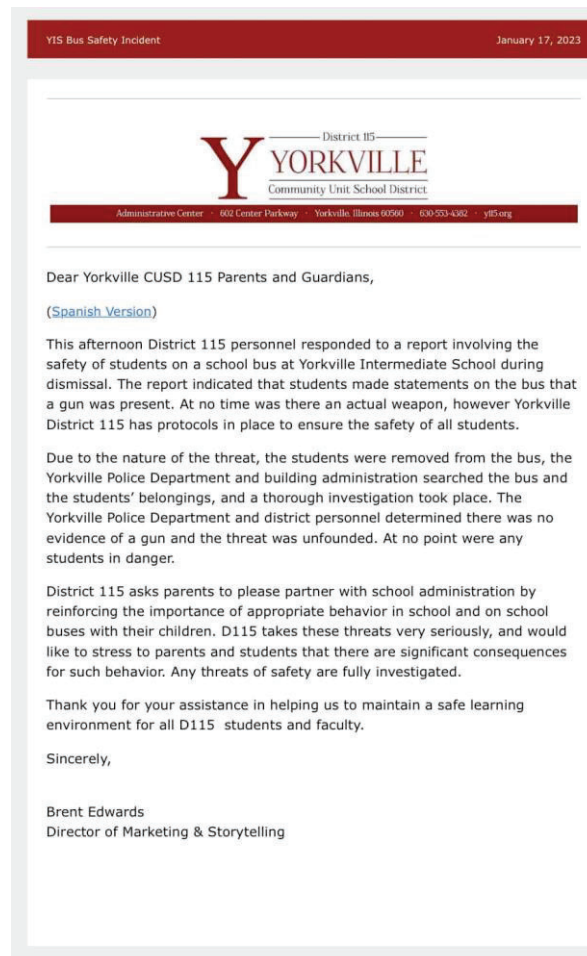 YIS Bus Safety Incident January 17, 2023
District 115
Y YORKVILLE
Community Unit School District
Administrative Center · 602 Center Parkway · Yorkville, Illinois 60560 · 630-553-4382 · y115.org
Dear Yorkville CUSD 115 Parents and Guardians,
(Spanish Version)
This afternoon District 115 personnel responded to a report involving the
safety of students on a school bus at Yorkville Intermediate School during
dismissal. The report indicated that students made statements on the bus that
a gun was present. At no time was there an actual weapon, however Yorkville
District 115 has protocols in place to ensure the safety of all students.
Due to the nature of the threat, the students were removed from the bus, the
Yorkville Police Department and building administration searched the bus and
the students' belongings, and a thorough investigation took place. The
Yorkville Police Department and district personnel determined there was no
evidence of a gun and the threat was unfounded. At no point were any
students in danger.
District 115 asks parents to please partner with school administration by
reinforcing the importance of appropriate behavior in school and on school
buses with their children. D115 takes these threats very seriously, and would
like to stress to parents and students that there are significant consequences
for such behavior. Any threats of safety are fully investigated.
Thank you for your assistance in helping us to maintain a safe learning
environment for all D115  students and faculty.
Sincerely,
Brent Edwards
Director of Marketing & Storytelling